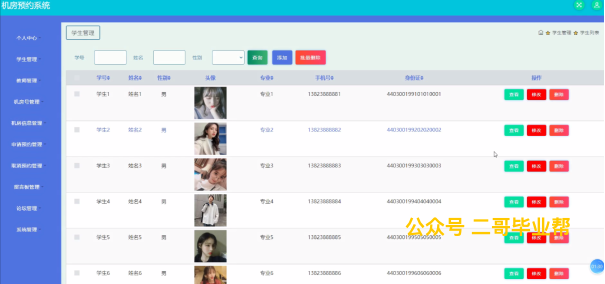 机房预约系统
个人中心
学生管理
教师管理
机房号管理
机房信息管理
申请预约管理
取消预约管理
留言板管理
论坛管理
系统管理
学生管理
学生管理 学生列表
学号 姓名 性别 添加 批量删除
学号 姓名 性别 头像 专业 手机号 身份证 操作
学生1 姓名1 男 专业1 13823888881 440300199101010001 查看 修改 删除
学生2 姓名2 男 专业2 13823888882 440300199202020002 查看 修改 删除
学生3 姓名3 男 专业3 13823888883 440300199303030003 查看 修改 删除
学生4 姓名4 男 专业4 13823888884 440300199404040004 查看 修改 删除
公众号 二哥毕业帮
学生5 姓名5 男 专业5 13823888885 440300199505050005 查看 修改 删除
学生6 姓名6 男 专业6 13823888886 440300199606060006 查看 修改 删除